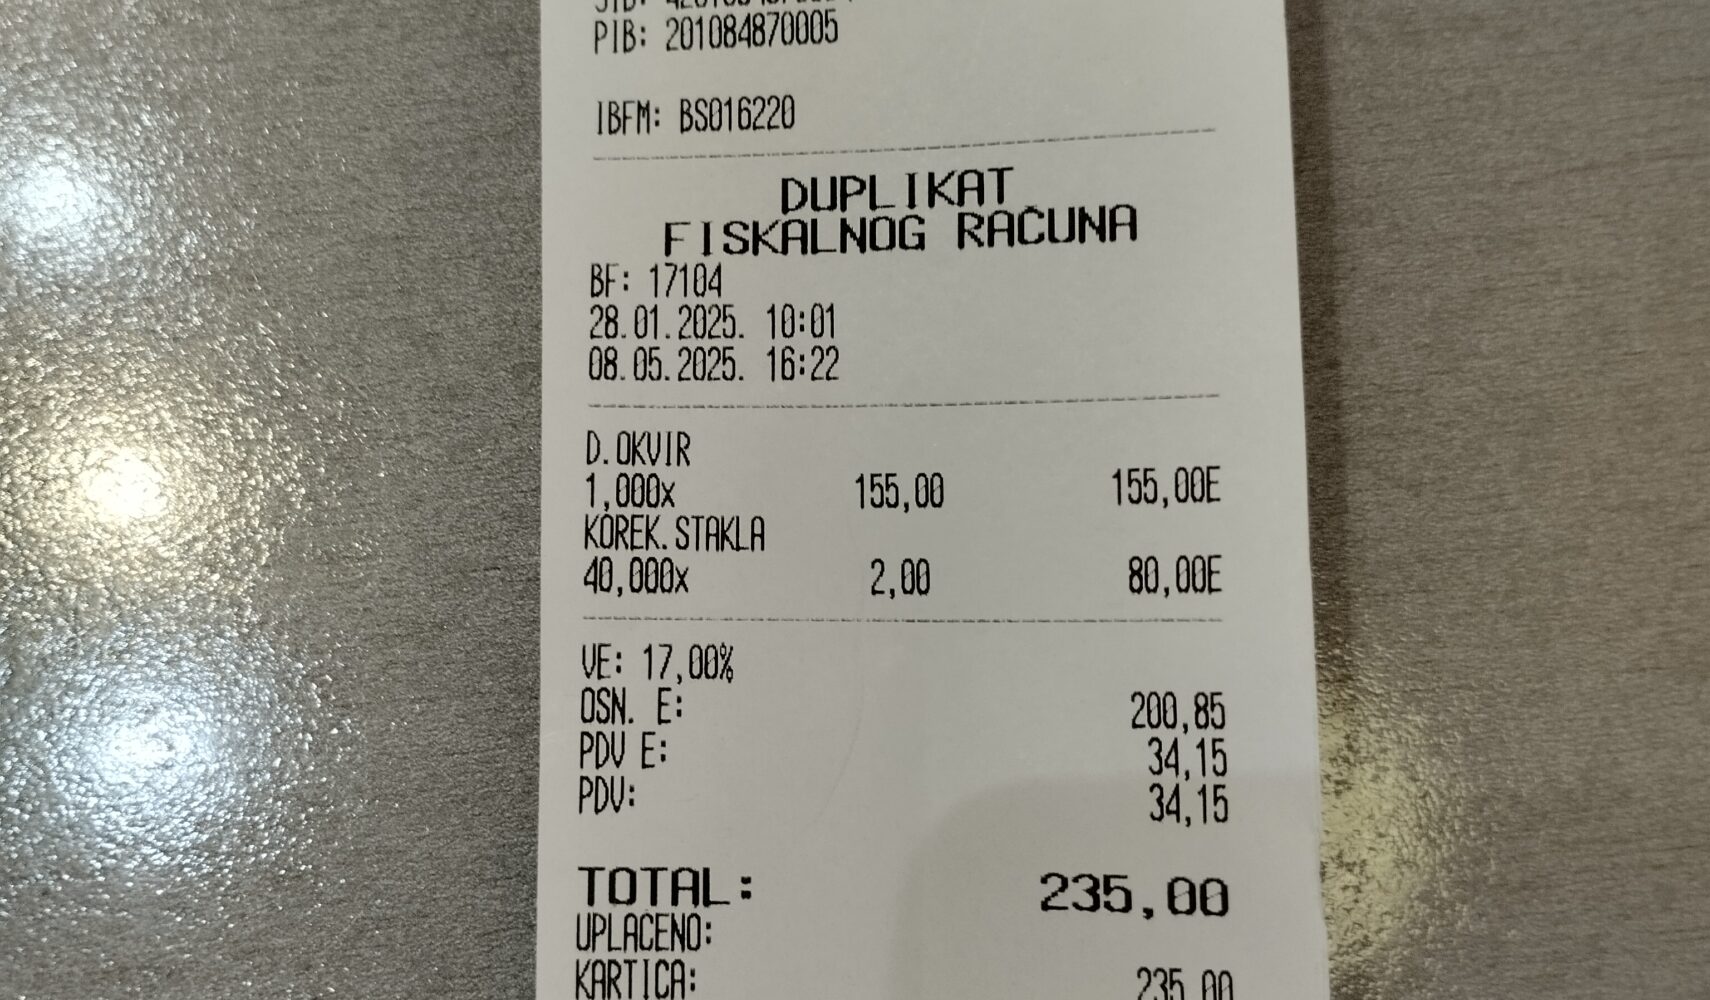 PIB: 201084870005
IBFM: BS016220
DUPLIKAT
FISKALNOG RAČUNA
BF: 17104
28.01.2025. 10:01
08.05.2025. 16:22
D.OKVIR
1,000x 155,00 155,00E
KOREK.STAKLA
40,000x 2,00 80,00E
VE: 17,00%
OSN. E: 200,85
PDV E: 34,15
PDV: 34,15
TOTAL: 235,00
UPLAĆENO:
KARTICA: 235,00